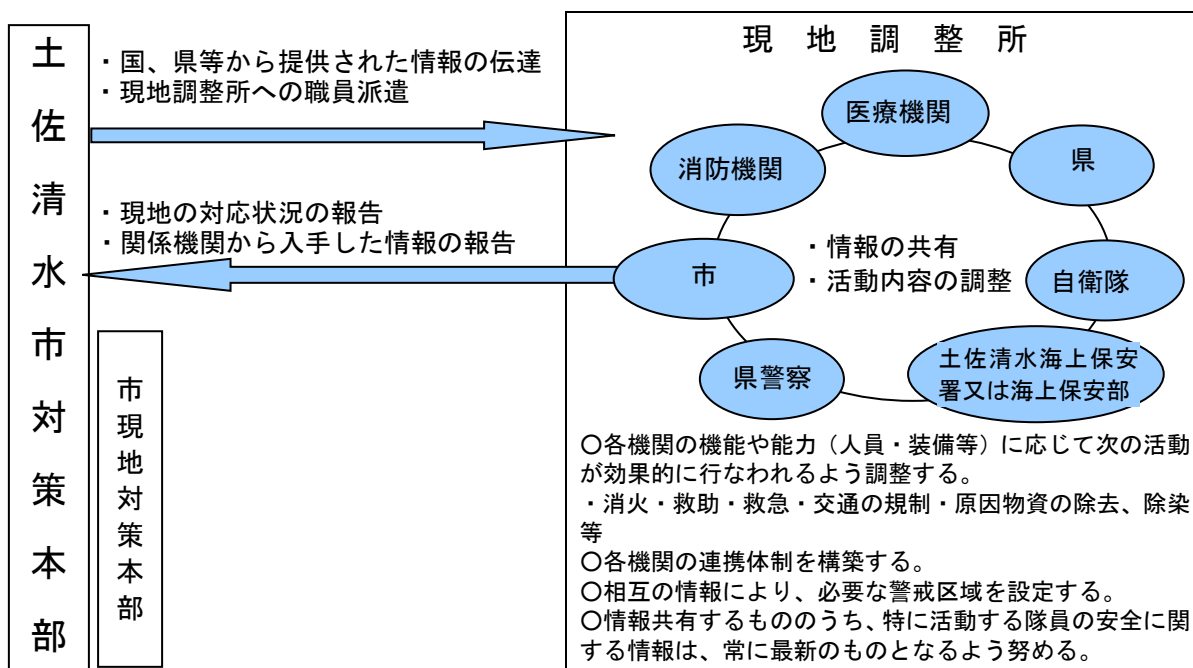 土佐清水市対策本部
・国、県等から提供された情報の伝達
・現地調整所への職員派遣
・現地の対応状況の報告
・関係機関から入手した情報の報告
市現地対策本部
現地調整所
医療機関
消防機関
県
市
・情報の共有
・活動内容の調整
自衛隊
県警察
土佐清水海上保安
署又は海上保安部
〇各機関の機能や能力（人員・装備等）に応じて次の活動
が効果的に行なわれるよう調整する。
・消火・救助・救急・交通の規制・原因物資の除去、除染
等
〇各機関の連携体制を構築する。
〇相互の情報により、必要な警戒区域を設定する。
〇情報共有するもののうち、特に活動する隊員の安全に関
する情報は、常に最新のものとなるよう努める。